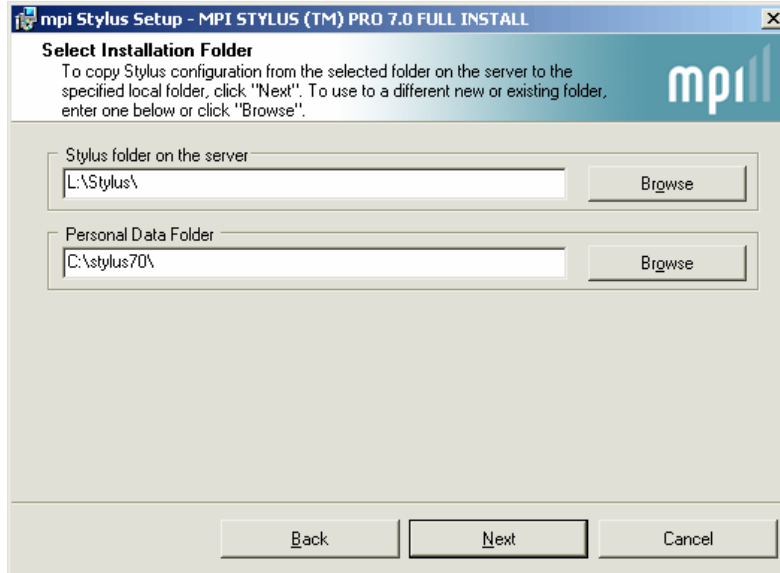 mpi Stylus Setup - MPI STYLUS (TM) PRO 7.0 FULL INSTALL
Select Installation Folder
To copy Stylus configuration from the selected folder on the server to the
specified local folder, click "Next". To use to a different new or existing folder,
enter one below or click "Browse".
mpi
Stylus folder on the server
L:\Stylus\
Browse
Personal Data Folder
C:\stylus70\
Browse
Back
Next
Cancel